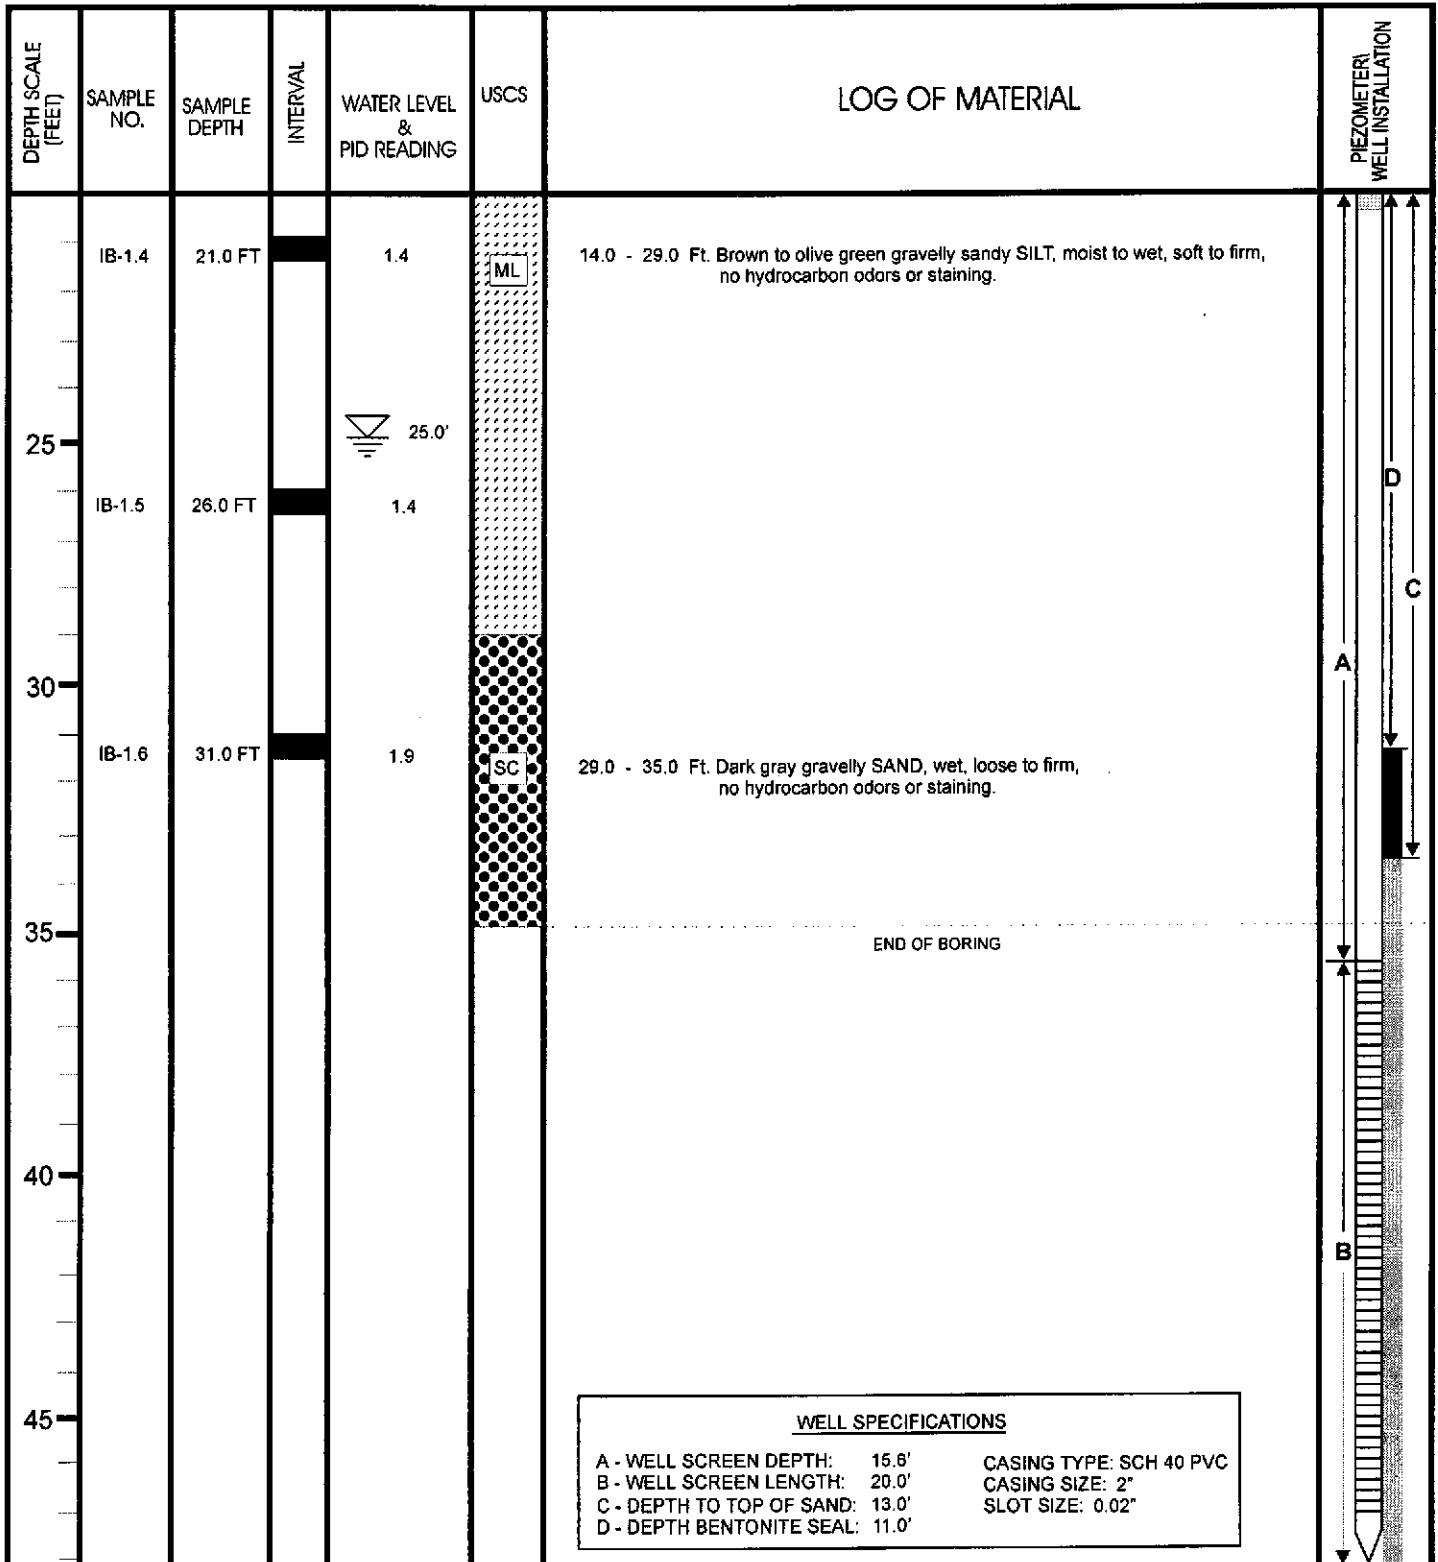 DEPTH SCALE
(FEET)
SAMPLE
NO.
SAMPLE
DEPTH
INTERVAL
WATER LEVEL
&
PID READING
USCS
LOG OF MATERIAL
PIEZOMETER\
WELL INSTALLATION
IB-1.4 21.0 FT 1.4 ML 14.0 - 29.0 Ft. Brown to olive green gravelly sandy SILT, moist to wet, soft to firm,
no hydrocarbon odors or staining.
25 25.0'
D
IB-1.5 26.0 FT 1.4
C
A
30
IB-1.6 31.0 FT 1.9 SC 29.0 - 35.0 Ft. Dark gray gravelly SAND, wet, loose to firm,
no hydrocarbon odors or staining.
35
END OF BORING
40
B
45
WELL SPECIFICATIONS
A - WELL SCREEN DEPTH: 15.6' CASING TYPE: SCH 40 PVC
B - WELL SCREEN LENGTH: 20.0' CASING SIZE: 2"
C - DEPTH TO TOP OF SAND: 13.0' SLOT SIZE: 0.02"
D - DEPTH BENTONITE SEAL: 11.0'